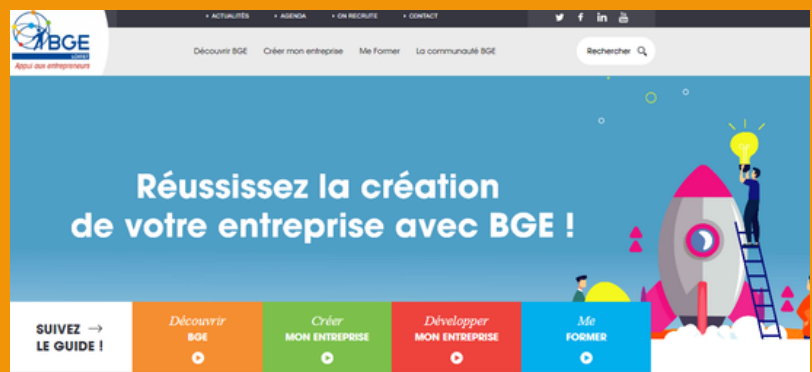 ACTUALITÉS AGENDA ON RECRUTE CONTACT
BGE
LOIRET
Appui aux entrepreneurs
Découvrir BGE Créer mon entreprise Me Former La communauté BGE
Rechercher
Réussissez la création
de votre entreprise avec BGE !
SUIVEZ →
LE GUIDE !
Découvrir
BGE
Créer
MON ENTREPRISE
Développer
MON ENTREPRISE
Me
FORMER